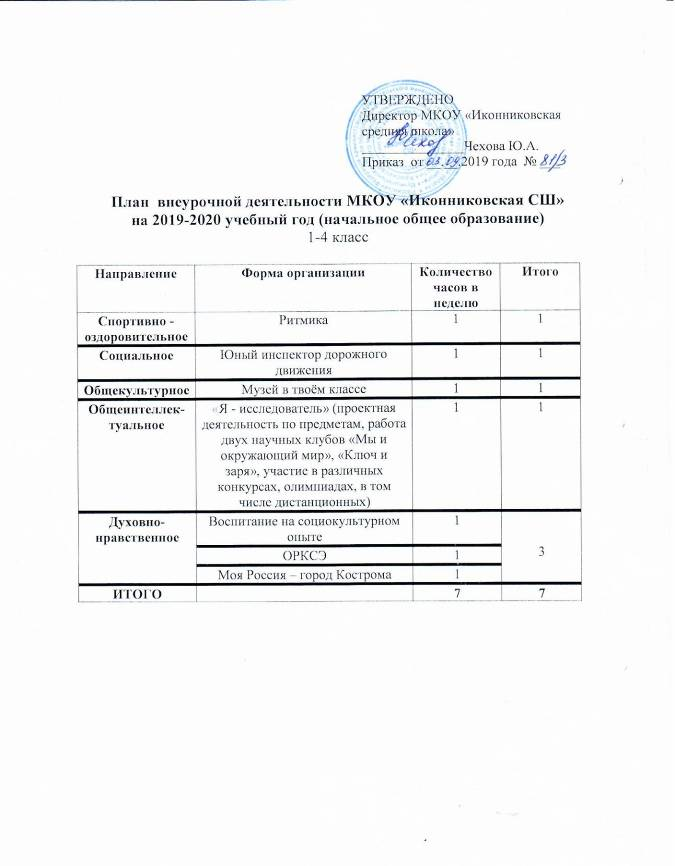 УТВЕРЖДЕНО
Директор МКОУ «Иконниковская
средняя школа»
Чехова Ю.А.
Приказ от 03.09.2019 года № 81/3
План внеурочной деятельности МКОУ «Иконниковская СШ»
на 2019-2020 учебный год (начальное общее образование)
1-4 класс
Направление Форма организации Количество Итого
часов в
неделю
Спортивно - Ритмика 1 1
оздоровительное
Социальное Юный инспектор дорожного 1 1
движения
Общекультурное Музей в твоём классе 1 1
Общеинтеллек- «Я - исследователь» (проектная 1 1
туальное деятельность по предметам, работа
двух научных клубов «Мы и
окружающий мир», «Ключ и
заря», участие в различных
конкурсах, олимпиадах, в том
числе дистанционных)
Духовно- Воспитание на социокультурном 1
нравственное опыте
ОРКСЭ 1 3
Моя Россия – город Кострома 1
ИТОГО 7 7